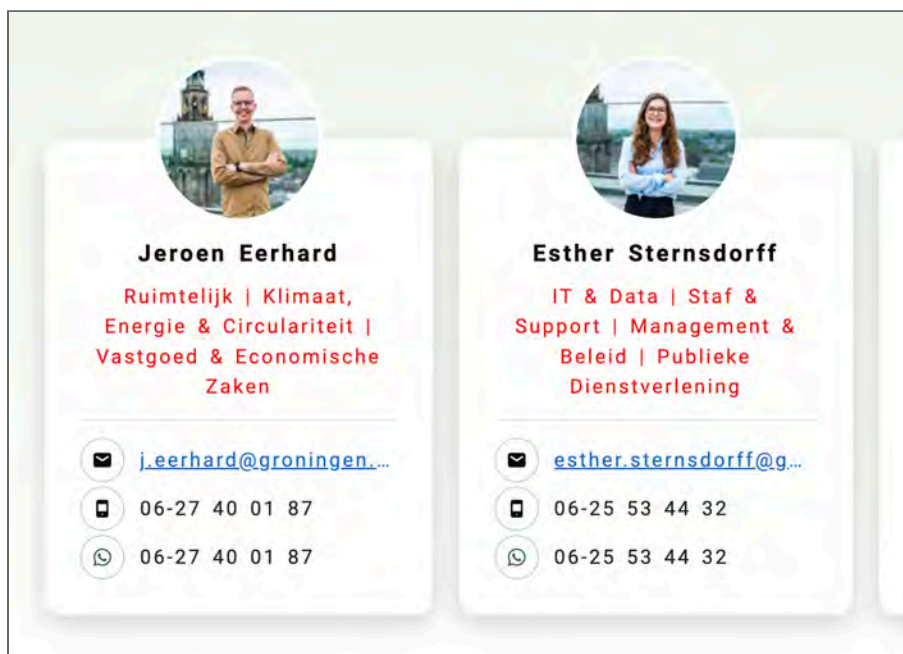 Jeroen Eerhard
Ruimtelijk | Klimaat,
Energie & Circulariteit |
Vastgoed & Economische
Zaken
j.eerhard@groningen....
06-27 40 01 87
06-27 40 01 87
Esther Sternsdorff
IT & Data | Staf &
Support | Management &
Beleid | Publieke
Dienstverlening
esther.sternsdorff@g...
06-25 53 44 32
06-25 53 44 32